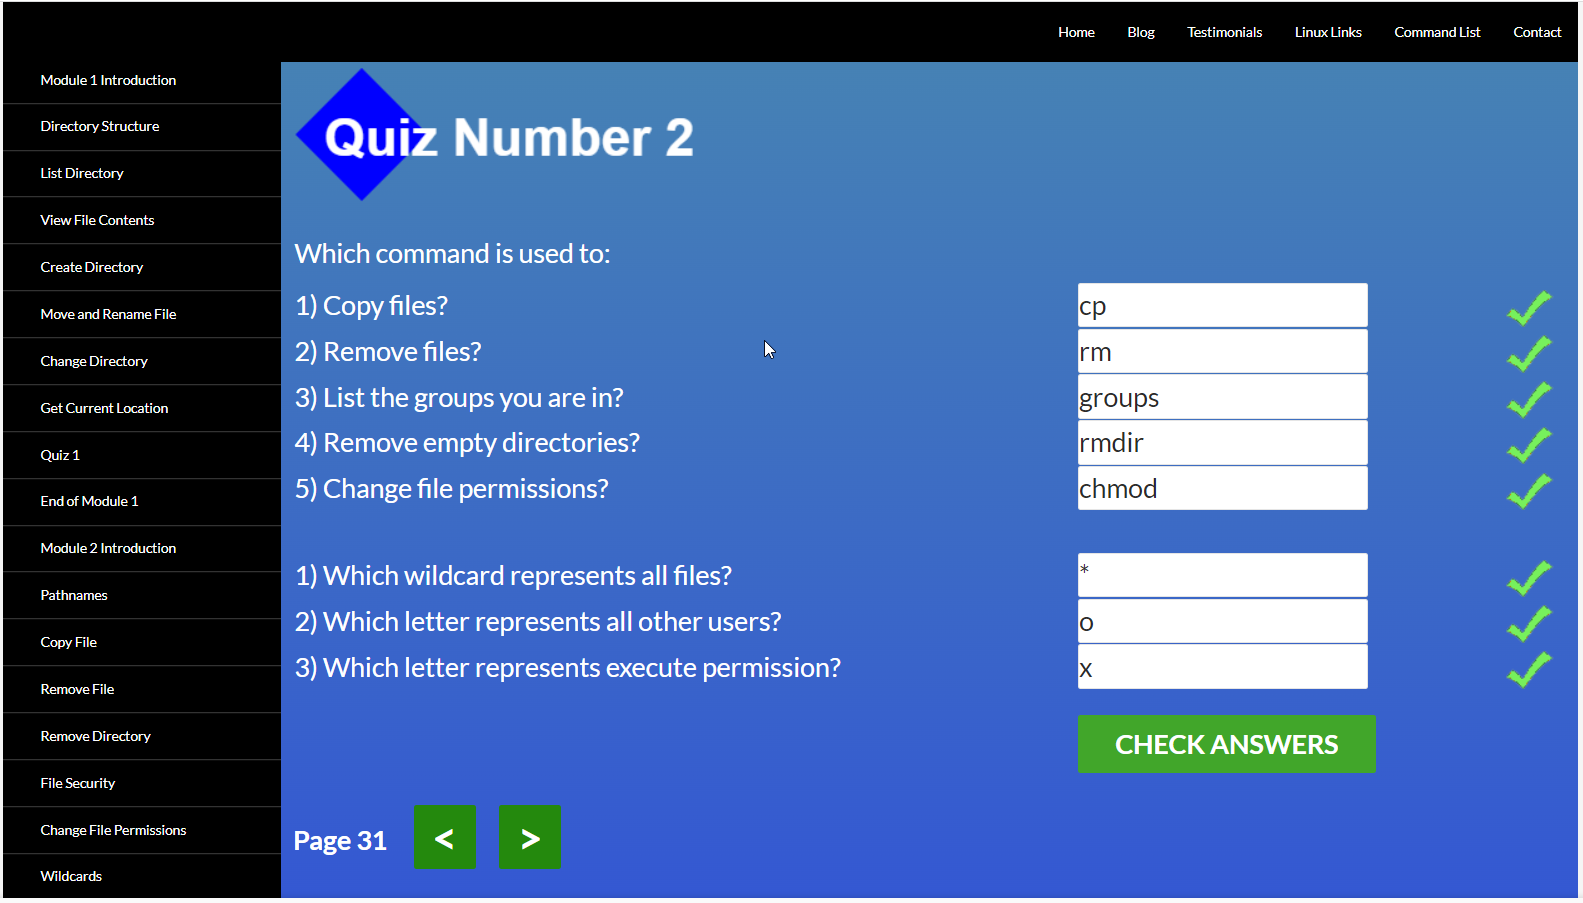 Home Blog Testimonials Linux Links Command List Contact
Module 1 Introduction
Directory Structure
List Directory
View File Contents
Create Directory
Move and Rename File
Change Directory
Get Current Location
Quiz 1
End of Module 1
Module 2 Introduction
Pathnames
Copy File
Remove File
Remove Directory
File Security
Change File Permissions
Wildcards
Quiz Number 2
Which command is used to:
1) Copy files? cp
2) Remove files? rm
3) List the groups you are in? groups
4) Remove empty directories? rmdir
5) Change file permissions? chmod
1) Which wildcard represents all files? *
2) Which letter represents all other users? o
3) Which letter represents execute permission? x
CHECK ANSWERS
Page 31 < >